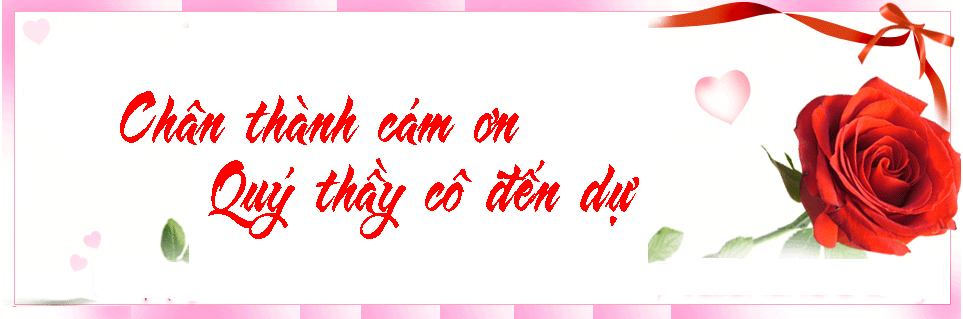 Chân thành cám ơn
Quý thầy cô đến dự